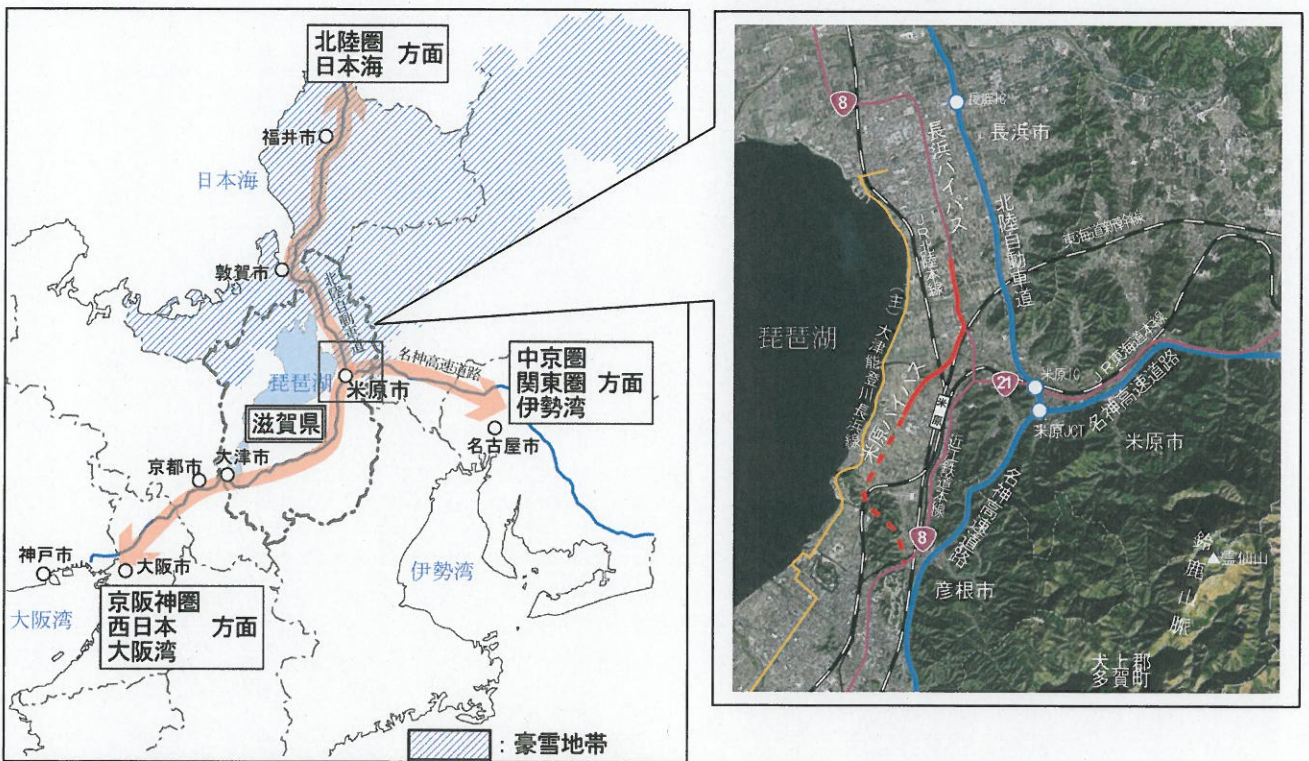 北陸圏
日本海
方面
福井市
日本海
敦賀市
北陸自動車道
名神高速道路
琵琶湖
米原市
中京圏
関東圏
伊勢湾
方面
滋賀県
名古屋市
京都市
大津市
神戸市
大阪市
伊勢湾
大阪湾
京阪神圏
西日本
大阪湾
方面
:豪雪地帯
8
長浜IC
長浜市
長浜バイパス
JR北陸本線
北陸自動車道
東海道新幹線
琵琶湖
(主)大津能登川長浜線
米原バイパス
米原
21
米原IC
JR東海道本線
名神高速道路
米原JCT
米原市
近江鉄道本線
名神高速道路
8
彦根市
鈴鹿山脈
霊仙山
犬上郡
多賀町